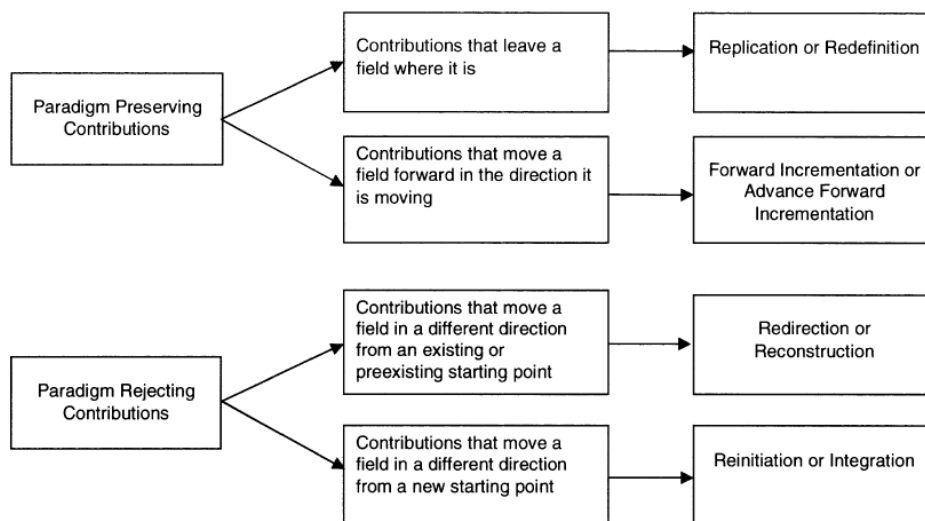 Paradigm Preserving
Contributions
Contributions that leave a
field where it is
Replication or Redefinition
Contributions that move a
field forward in the direction it
is moving
Forward Incrementation or
Advance Forward
Incrementation
Paradigm Rejecting
Contributions
Contributions that move a
field in a different direction
from an existing or
preexisting starting point
Redirection or
Reconstruction
Contributions that move a
field in a different direction
from a new starting point
Reinitiation or Integration